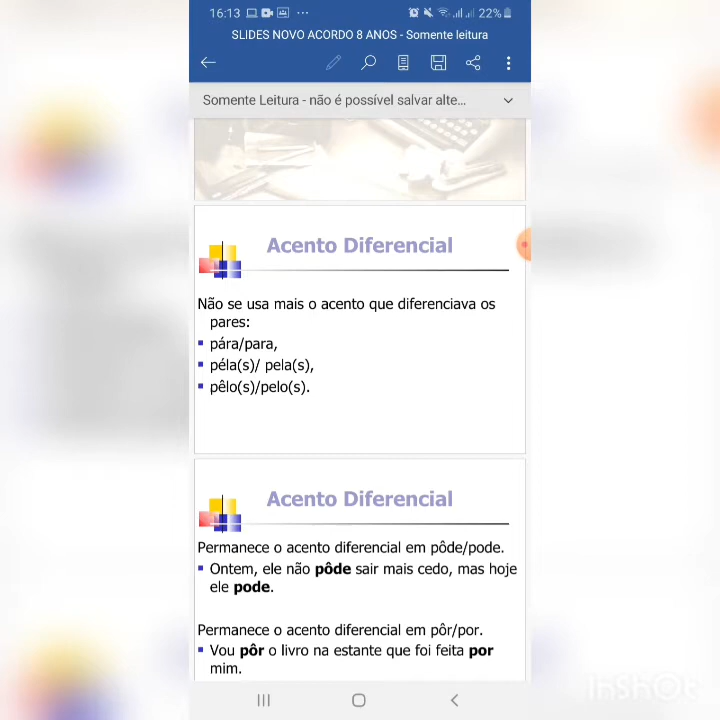 16:13 22%
SLIDES NOVO ACORDO 8 ANOS - Somente leitura
Somente Leitura - não é possível salvar alte...
Acento Diferencial
Não se usa mais o acento que diferenciava os
pares:
pára/para,
péla(s)/ pela(s),
pêlo(s)/pelo(s).
Acento Diferencial
Permanece o acento diferencial em pôde/pode.
Ontem, ele não pôde sair mais cedo, mas hoje
ele pode.
Permanece o acento diferencial em pôr/por.
Vou pôr o livro na estante que foi feita por
mim.
InShOt